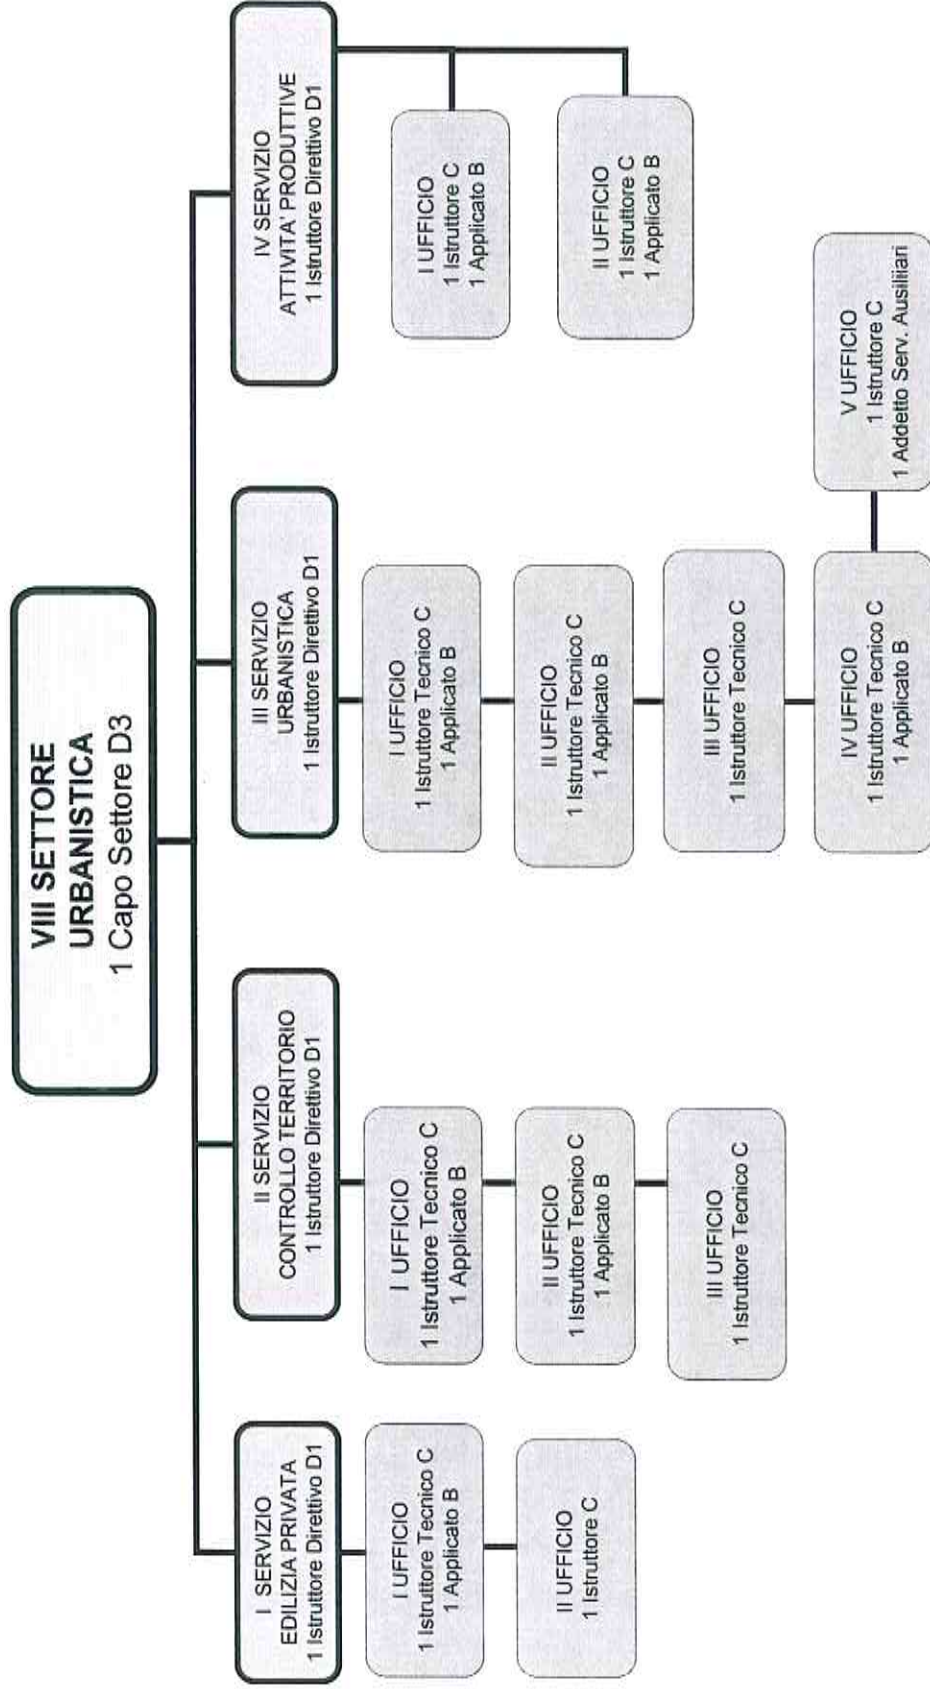 VIII SETTORE
URBANISTICA
1 Capo Settore D3
I SERVIZIO
EDILIZIA PRIVATA
1 Istruttore Direttivo D1
I UFFICIO
1 Istruttore Tecnico C
1 Applicato B
II UFFICIO
1 Istruttore C
II SERVIZIO
CONTROLLO TERRITORIO
1 Istruttore Direttivo D1
I UFFICIO
1 Istruttore Tecnico C
1 Applicato B
II UFFICIO
1 Istruttore Tecnico C
1 Applicato B
III UFFICIO
1 Istruttore Tecnico C
III SERVIZIO
URBANISTICA
1 Istruttore Direttivo D1
I UFFICIO
1 Istruttore Tecnico C
1 Applicato B
II UFFICIO
1 Istruttore Tecnico C
1 Applicato B
III UFFICIO
1 Istruttore Tecnico C
IV UFFICIO
1 Istruttore Tecnico C
1 Applicato B
V UFFICIO
1 Istruttore C
1 Addetto Serv. Ausiliari
IV SERVIZIO
ATTIVITA' PRODUTTIVE
1 Istruttore Direttivo D1
I UFFICIO
1 Istruttore C
1 Applicato B
II UFFICIO
1 Istruttore C
1 Applicato B